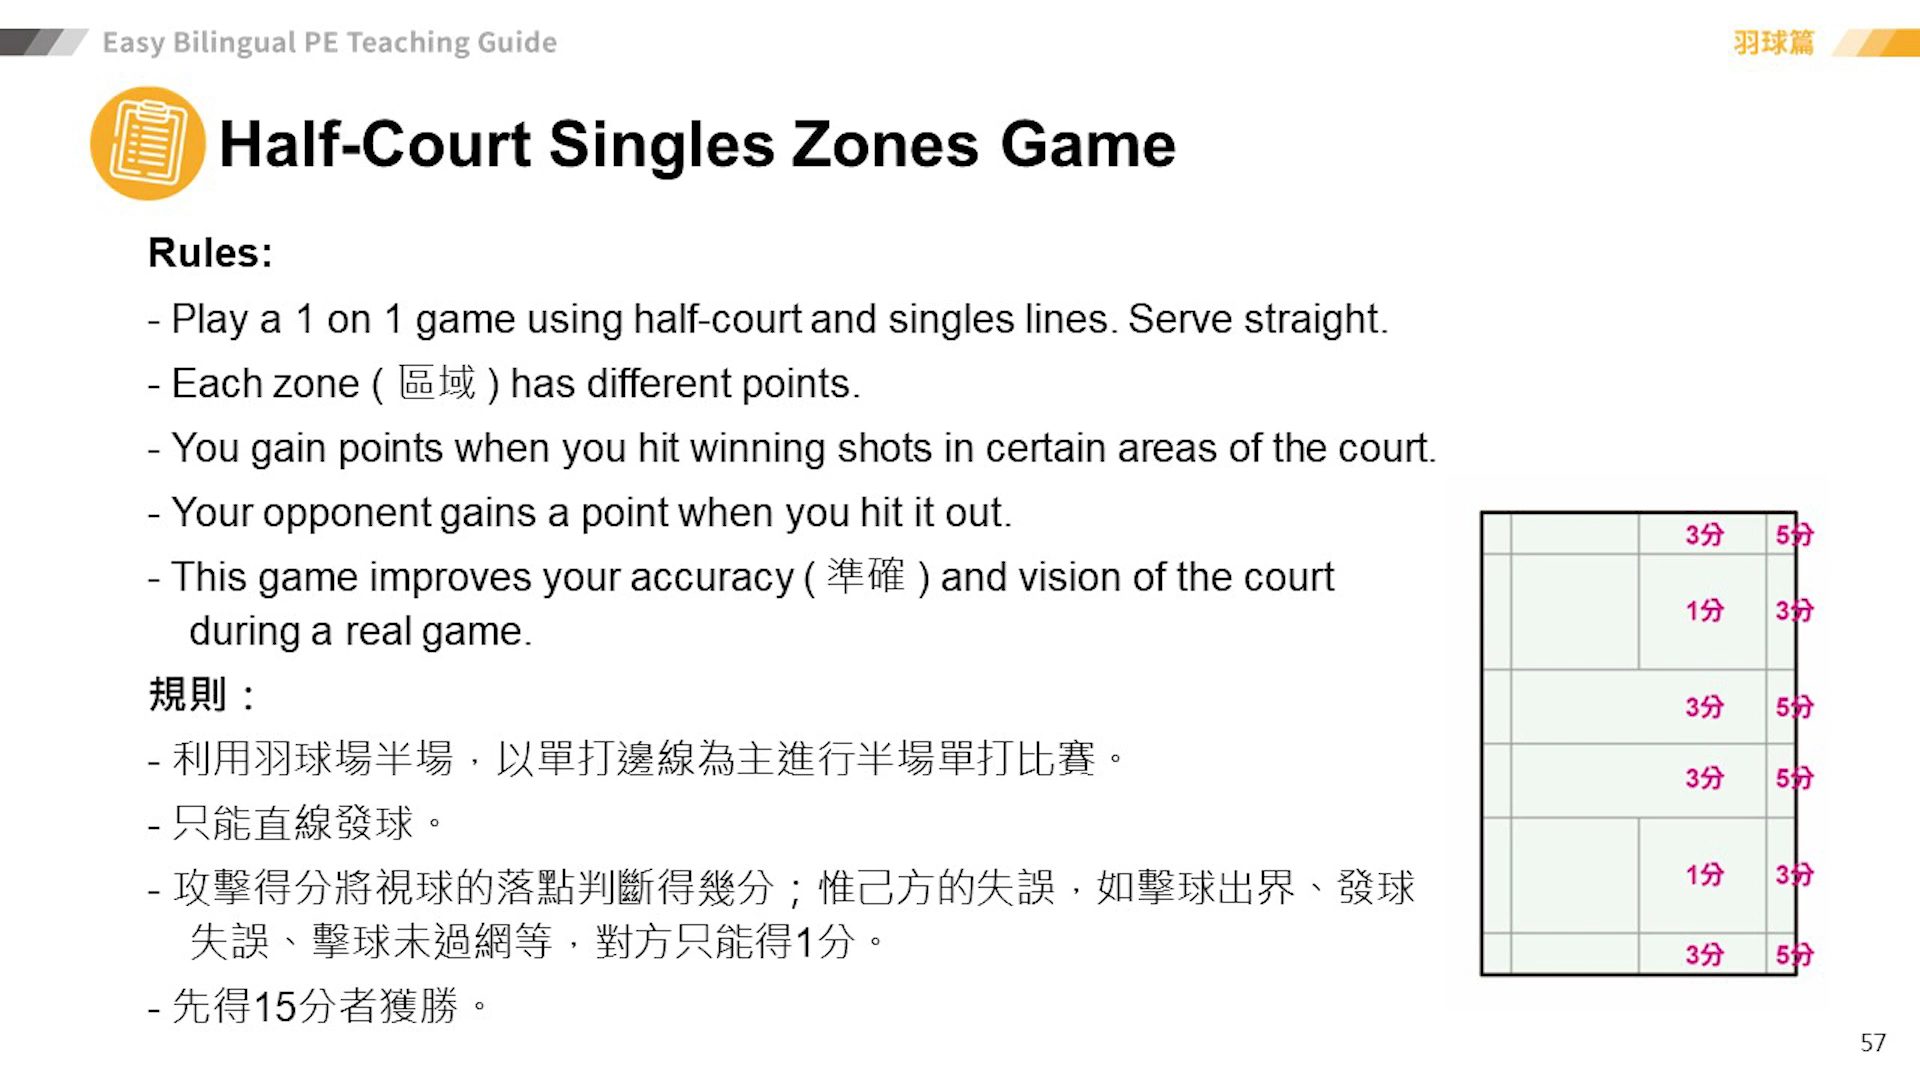 Easy Bilingual PE Teaching Guide
羽球篇
Half-Court Singles Zones Game
Rules:
- Play a 1 on 1 game using half-court and singles lines. Serve straight.
- Each zone ( 區域 ) has different points.
- You gain points when you hit winning shots in certain areas of the court.
- Your opponent gains a point when you hit it out.
- This game improves your accuracy ( 準確 ) and vision of the court
during a real game.
規則：
- 利用羽球場半場，以單打邊線為主進行半場單打比賽。
- 只能直線發球。
- 攻擊得分將視球的落點判斷得幾分；惟己方的失誤，如擊球出界、發球
失誤、擊球未過網等，對方只能得1分。
- 先得15分者獲勝。
3分 5分
1分 3分
3分 5分
3分 5分
1分 3分
3分 5分
57